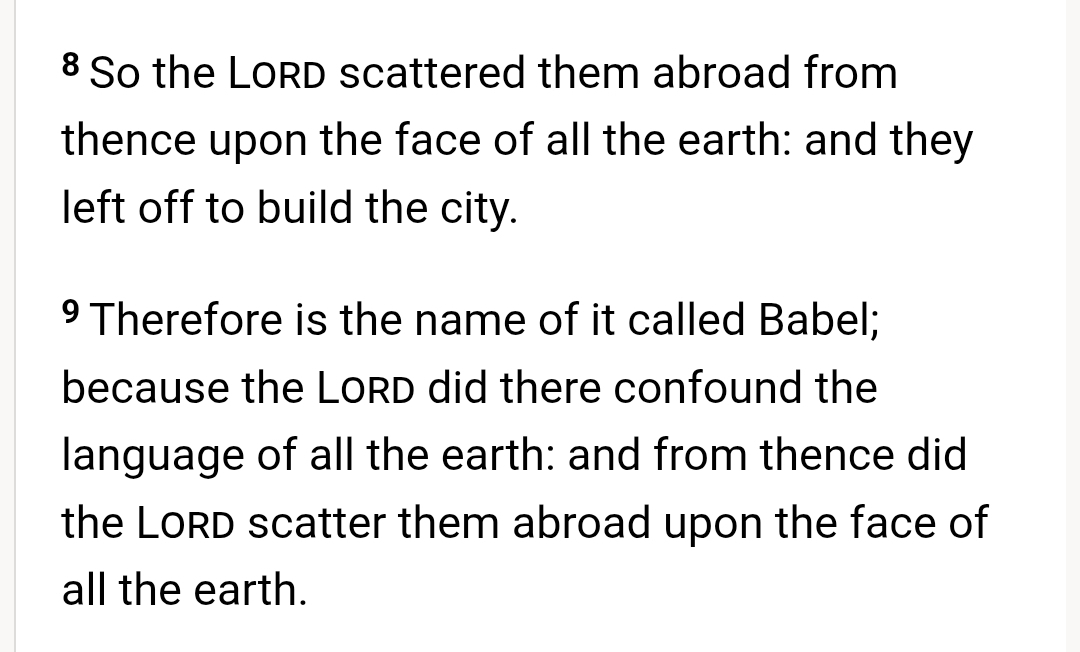 8 So the LORD scattered them abroad from
thence upon the face of all the earth: and they
left off to build the city.
9 Therefore is the name of it called Babel;
because the LORD did there confound the
language of all the earth: and from thence did
the LORD scatter them abroad upon the face of
all the earth.